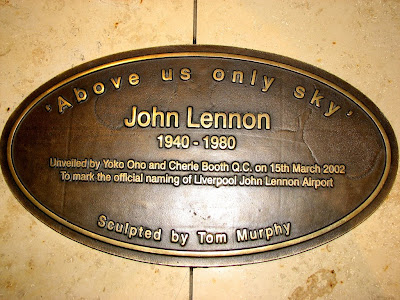 'Above us only sky'
John Lennon
1940 - 1980
Unveiled by Yoko Ono and Cherie Booth Q.C. on 15th March 2002
To mark the official naming of Liverpool John Lennon Airport
Sculpted by Tom Murphy